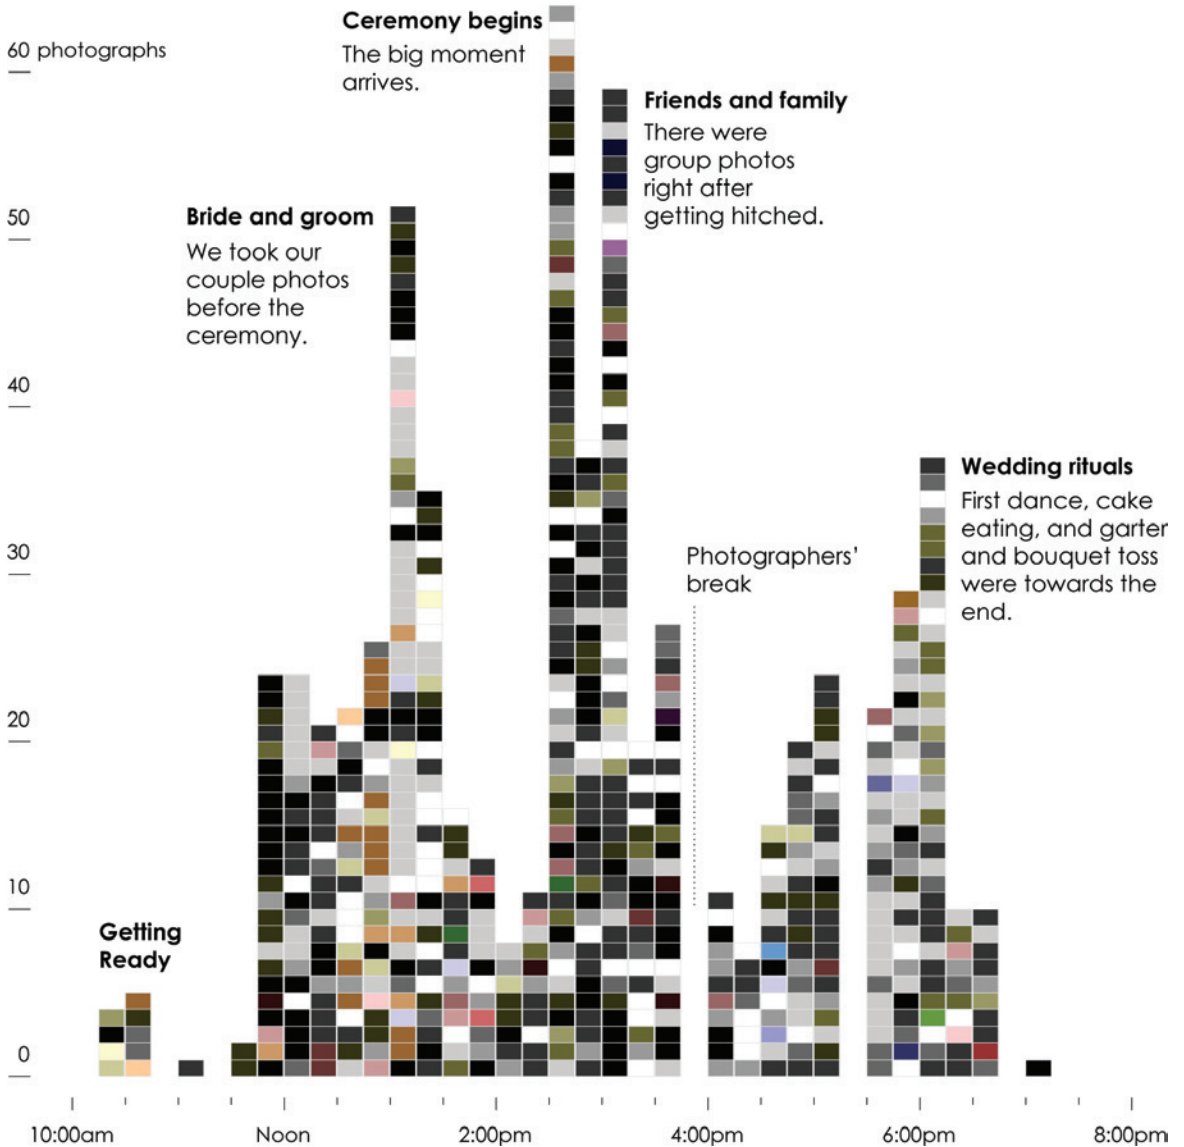 Ceremony begins
The big moment
arrives.
60 photographs
Friends and family
There were
group photos
right after
getting hitched.
Bride and groom
We took our
couple photos
before the
ceremony.
50
40
Wedding rituals
First dance, cake
eating, and garter
and bouquet toss
were towards the
end.
Photographers'
break
30
20
10
Getting
Ready
0
10:00am
Noon
2:00pm
4:00pm
6:00pm
8:00pm